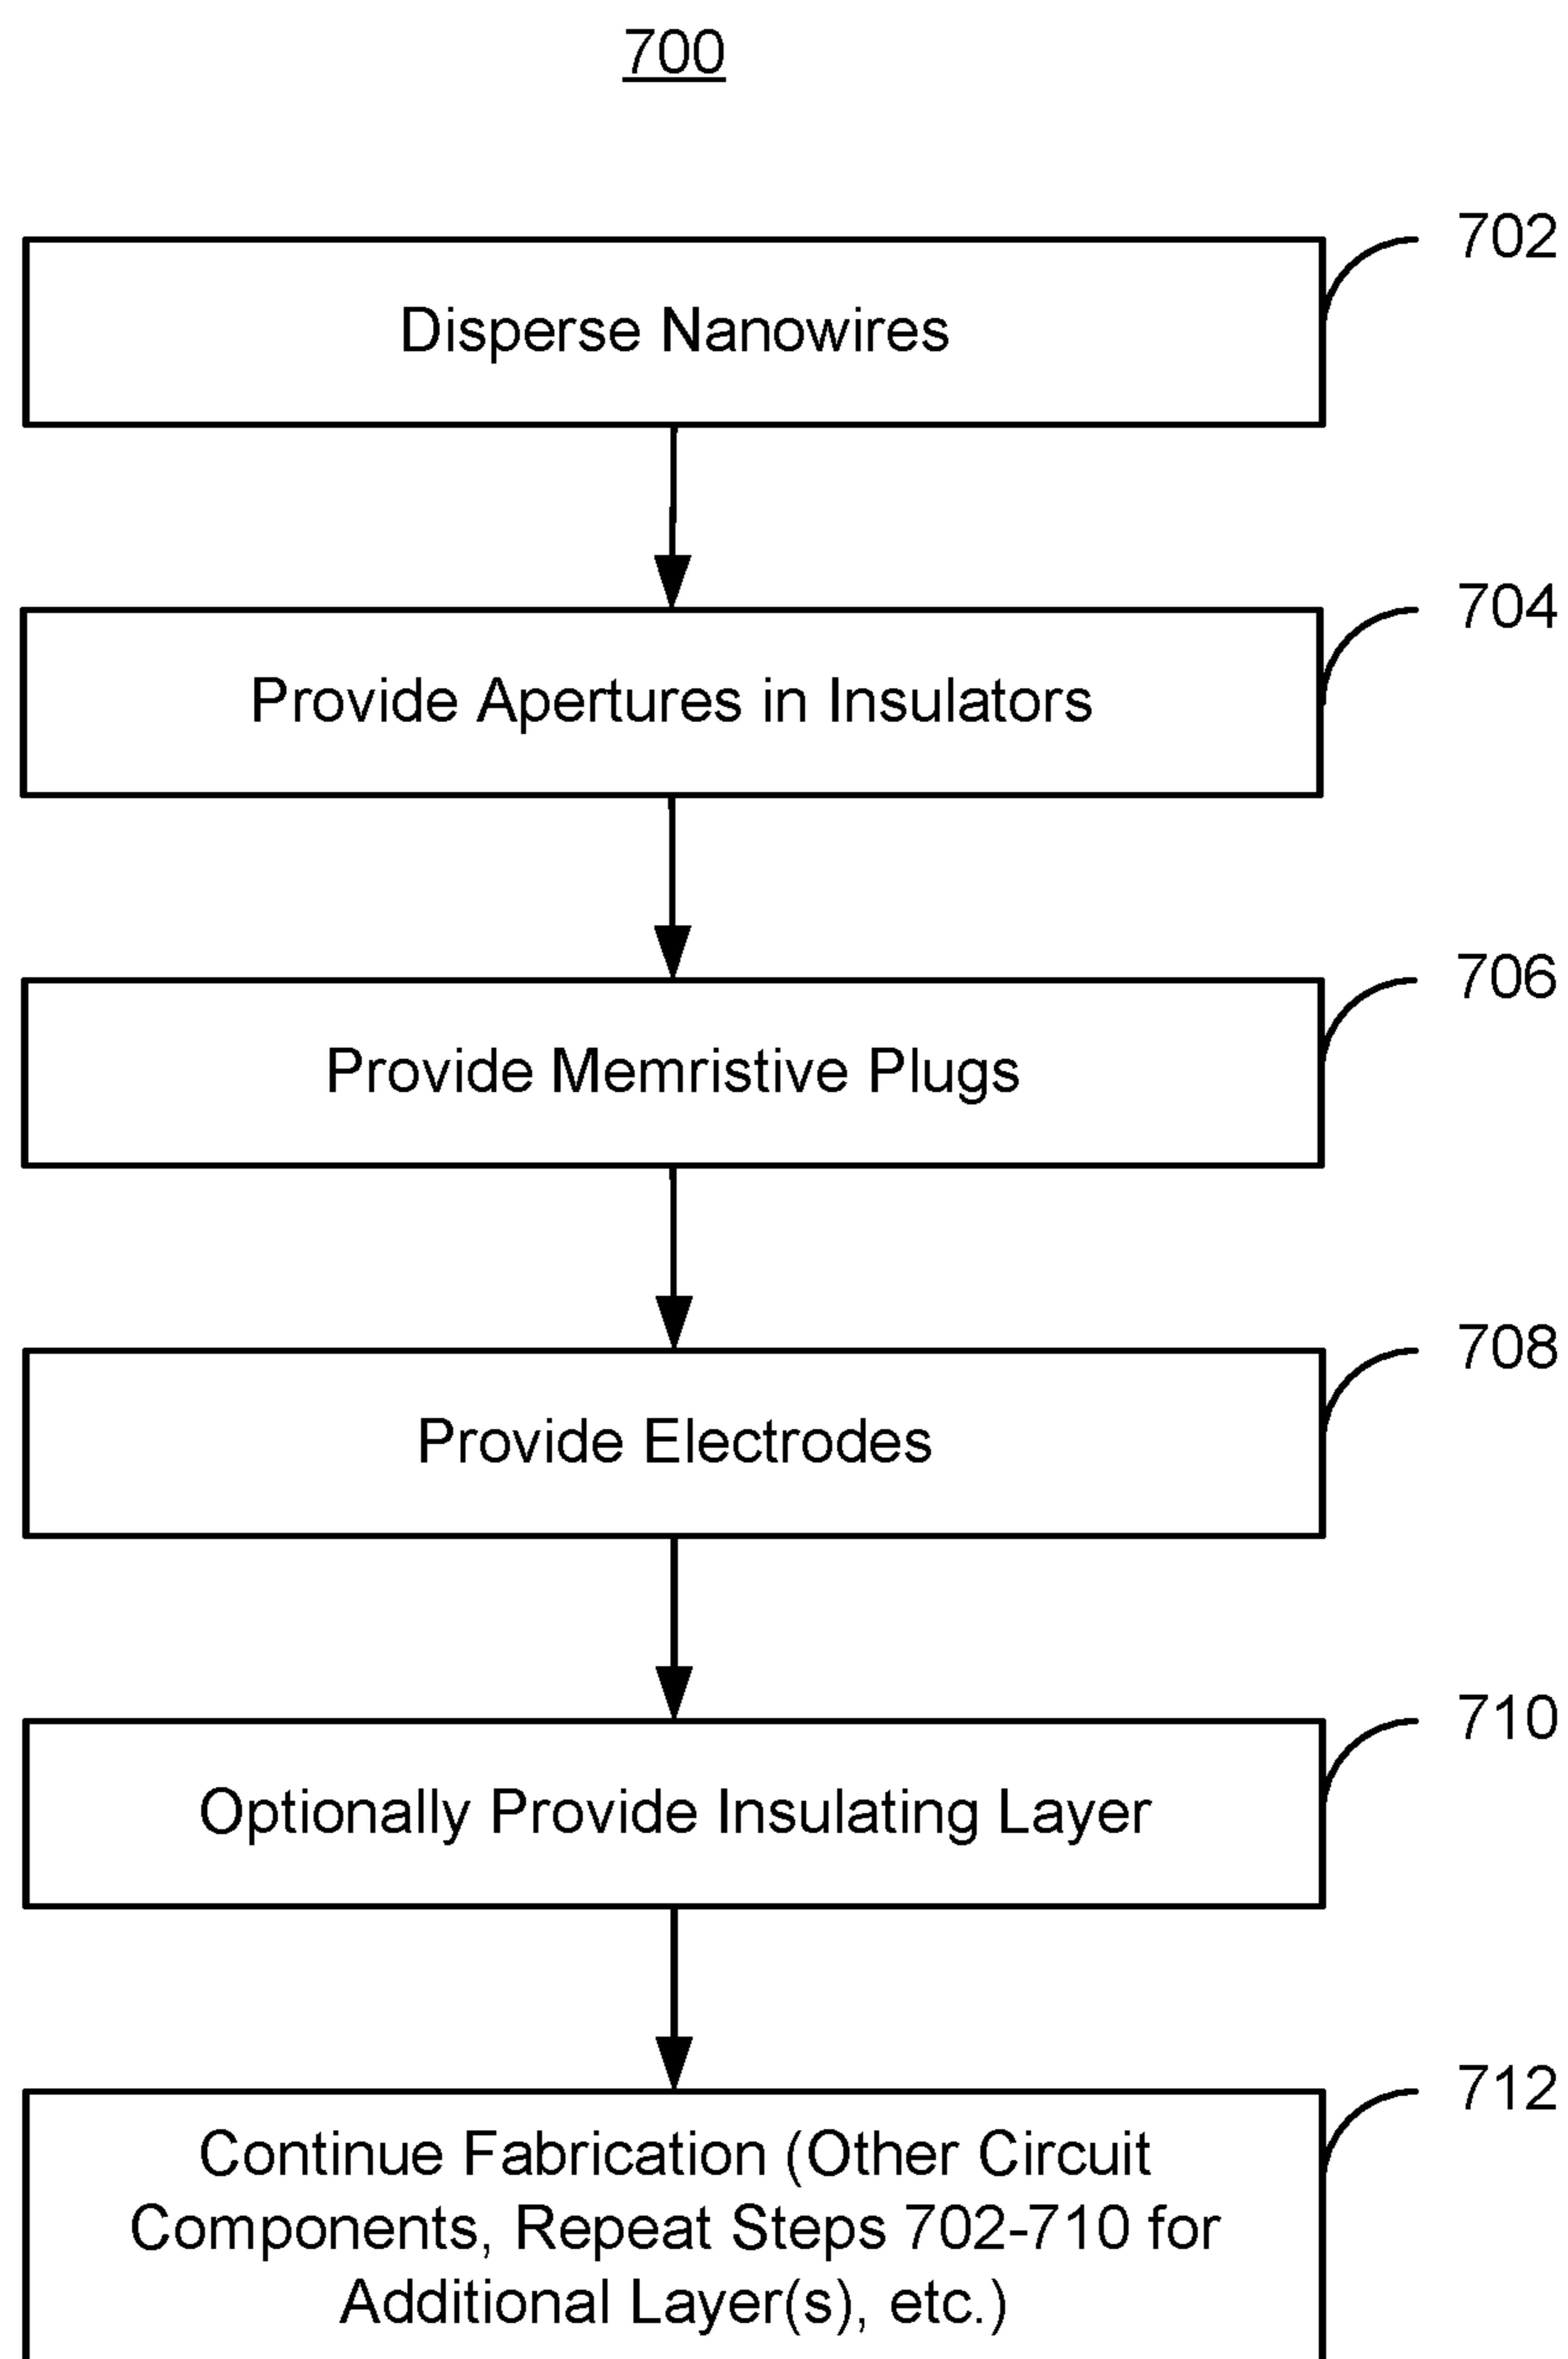 700
702
Disperse Nanowires
704
Provide Apertures in Insulators
706
Provide Memristive Plugs
708
Provide Electrodes
710
Optionally Provide Insulating Layer
712
Continue Fabrication (Other Circuit
Components, Repeat Steps 702-710 for
Additional Layer(s), etc.)